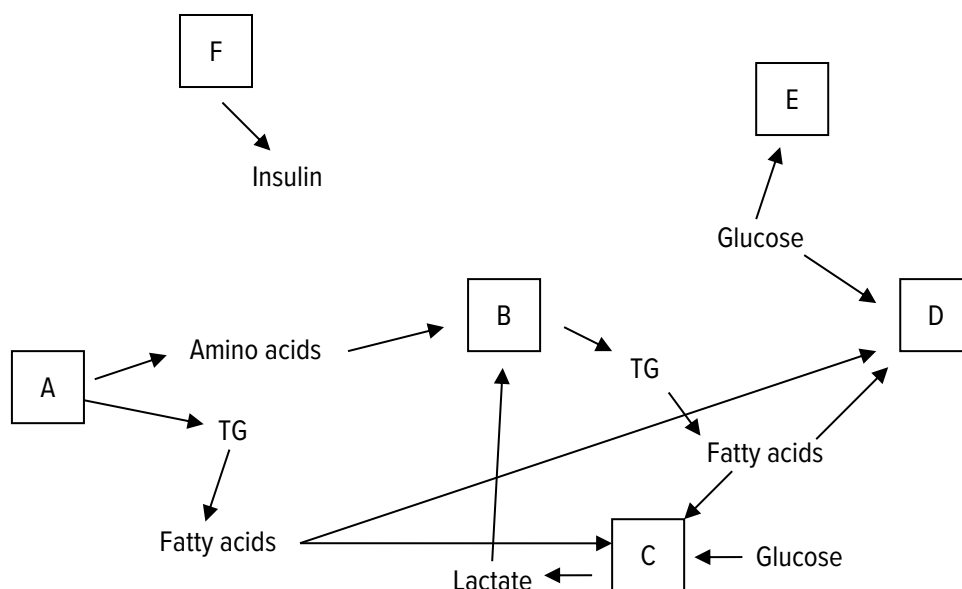 F
E
Insulin
Glucose
B
D
Amino acids
TG
A
TG
Fatty acids
Fatty acids
C
Glucose
Lactate